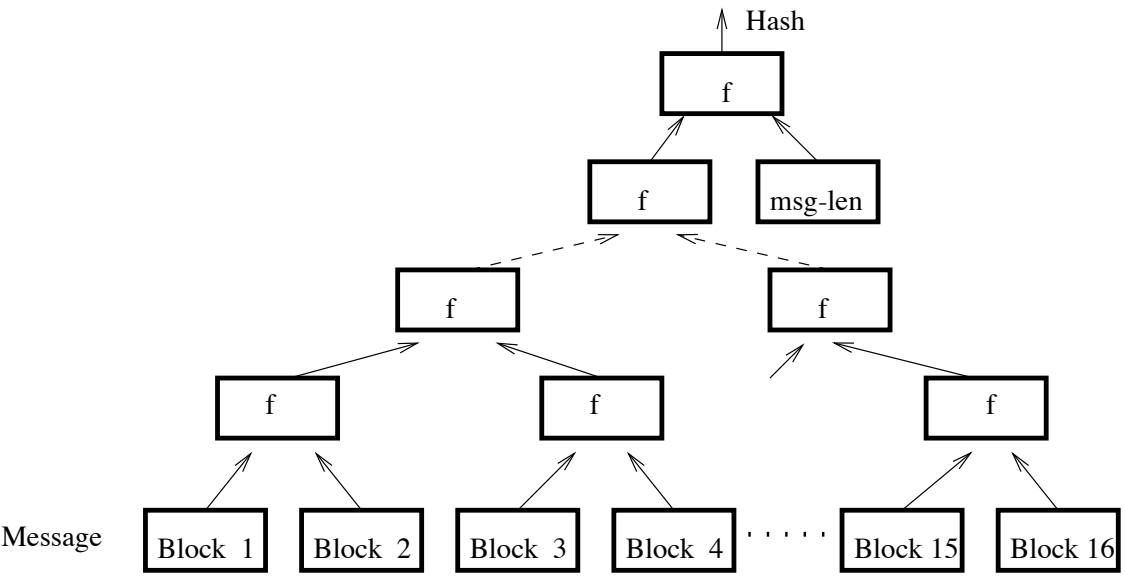 Hash
f
f
msg-len
f
f
f
f
f
Message
Block 1
Block 2
Block 3
Block 4
Block 15
Block 16